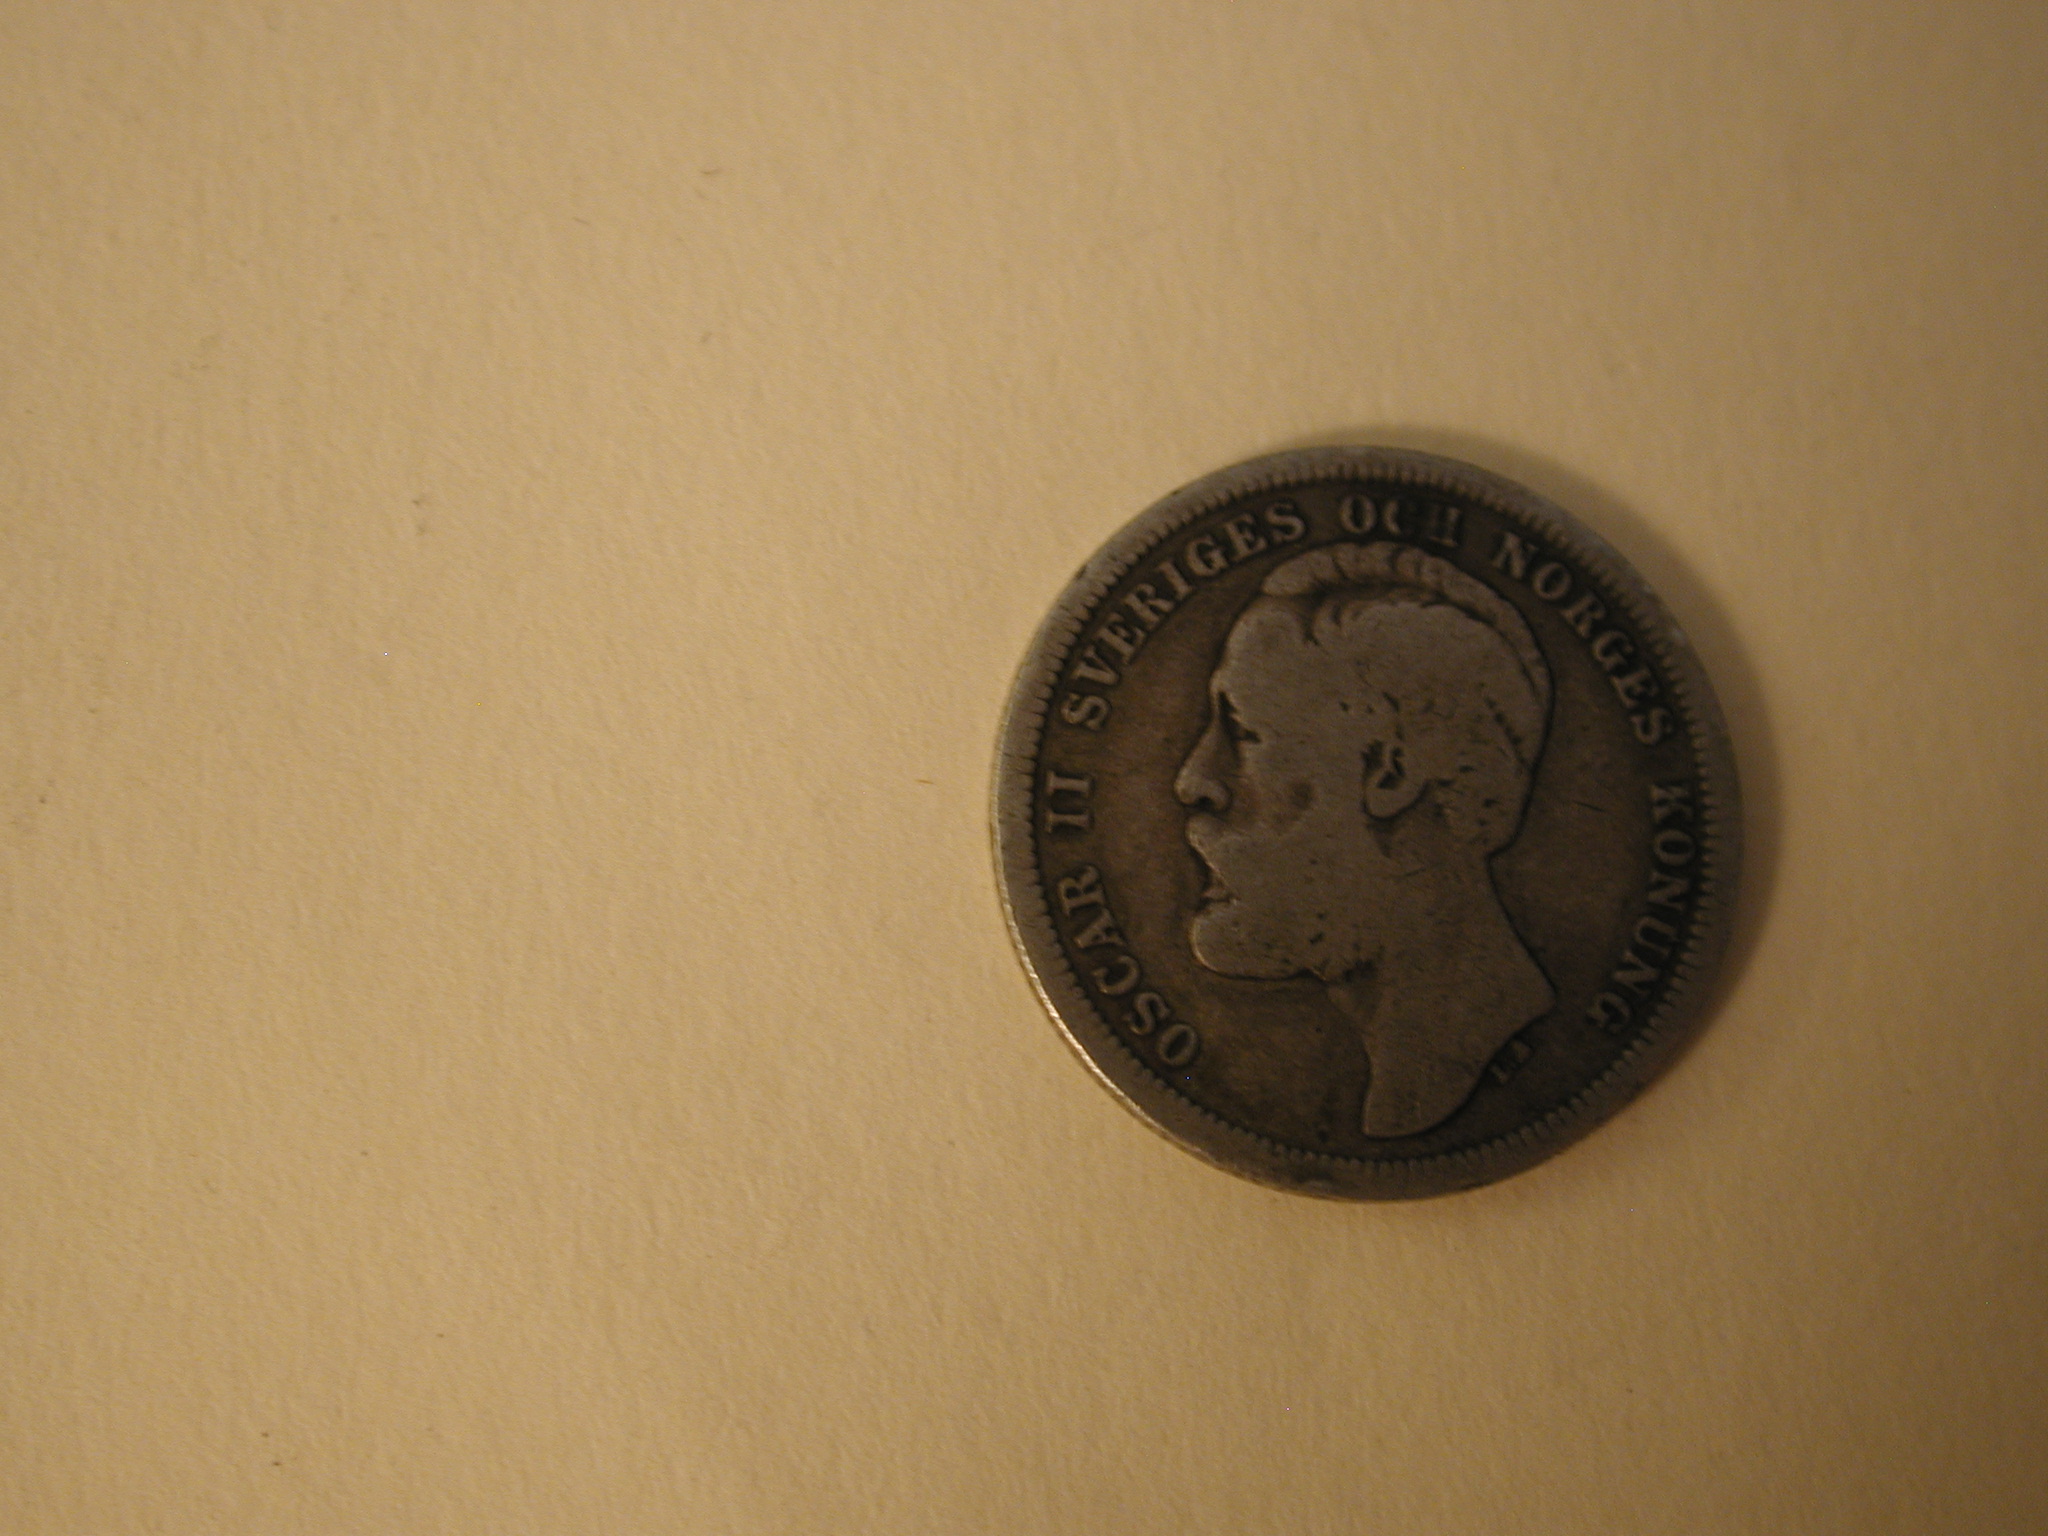 OSCAR II SVERIGES OCH NORGES KONUNG